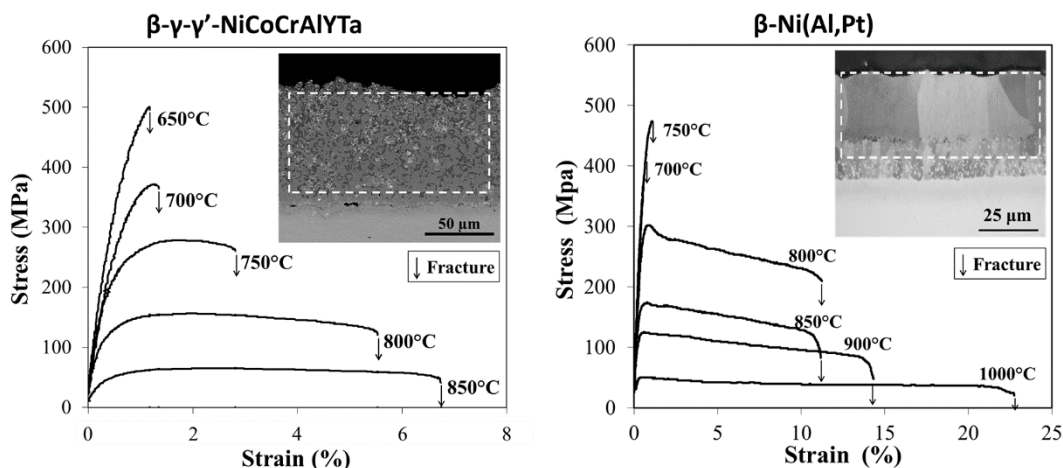 β-γ-γ’-NiCoCrAlYTa
Stress (MPa)
600
500
400
300
200
100
0
650°C
700°C
750°C
800°C
850°C
50 µm
↓ Fracture
0
2
4
6
8
Strain (%)
β-Ni(Al,Pt)
Stress (Mpa)
600
500
400
300
200
100
0
750°C
700°C
800°C
850°C
900°C
1000°C
25 µm
↓ Fracture
0
5
10
15
20
25
Strain (%)